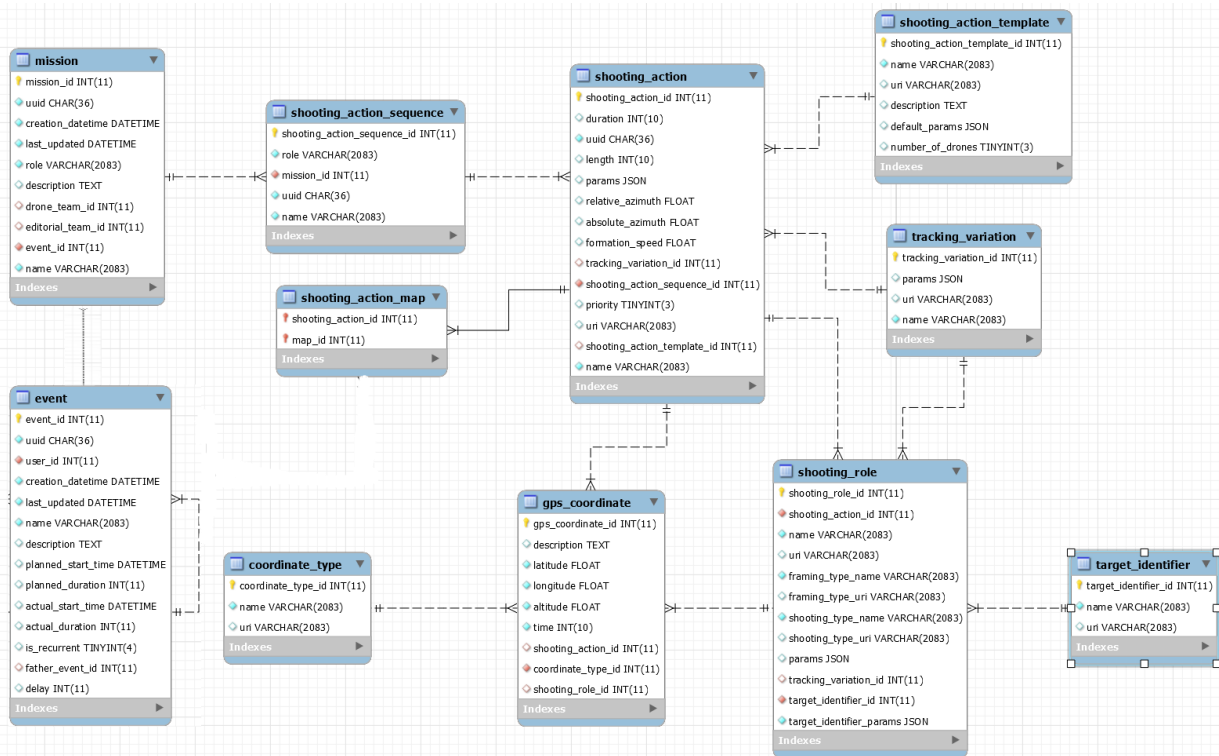 mission
mission_id INT(11)
uuid CHAR(36)
creation_datetime DATETIME
last_updated DATETIME
role VARCHAR(2083)
description TEXT
drone_team_id INT(11)
editorial_team_id INT(11)
event_id INT(11)
name VARCHAR(2083)
Indexes
event
event_id INT(11)
uuid CHAR(36)
user_id INT(11)
creation_datetime DATETIME
last_updated DATETIME
name VARCHAR(2083)
description TEXT
planned_start_time DATETIME
planned_duration INT(11)
actual_start_time DATETIME
actual_duration INT(11)
is_recurrent TINYINT(4)
father_event_id INT(11)
delay INT(11)
Indexes
shooting_action_sequence
shooting_action_sequence_id INT(11)
role VARCHAR(2083)
mission_id INT(11)
uuid CHAR(36)
name VARCHAR(2083)
Indexes
shooting_action_map
shooting_action_id INT(11)
map_id INT(11)
Indexes
coordinate_type
coordinate_type_id INT(11)
name VARCHAR(2083)
uri VARCHAR(2083)
Indexes
shooting_action
shooting_action_id INT(11)
duration INT(10)
uuid CHAR(36)
length INT(10)
params JSON
relative_azimuth FLOAT
absolute_azimuth FLOAT
formation_speed FLOAT
tracking_variation_id INT(11)
shooting_action_sequence_id INT(11)
priority TINYINT(3)
uri VARCHAR(2083)
shooting_action_template_id INT(11)
name VARCHAR(2083)
Indexes
gps_coordinate
gps_coordinate_id INT(11)
description TEXT
latitude FLOAT
longitude FLOAT
altitude FLOAT
time INT(10)
shooting_action_id INT(11)
coordinate_type_id INT(11)
shooting_role_id INT(11)
Indexes
shooting_action_template
shooting_action_template_id INT(11)
name VARCHAR(2083)
uri VARCHAR(2083)
description TEXT
default_params JSON
number_of_drones TINYINT(3)
Indexes
tracking_variation
tracking_variation_id INT(11)
params JSON
uri VARCHAR(2083)
name VARCHAR(2083)
Indexes
shooting_role
shooting_role_id INT(11)
shooting_action_id INT(11)
name VARCHAR(2083)
uri VARCHAR(2083)
framing_type_name VARCHAR(2083)
framing_type_uri VARCHAR(2083)
shooting_type_name VARCHAR(2083)
shooting_type_uri VARCHAR(2083)
params JSON
tracking_variation_id INT(11)
target_identifier_id INT(11)
target_identifier_params JSON
Indexes
target_identifier
target_identifier_id INT(11)
name VARCHAR(2083)
uri VARCHAR(2083)
Indexes